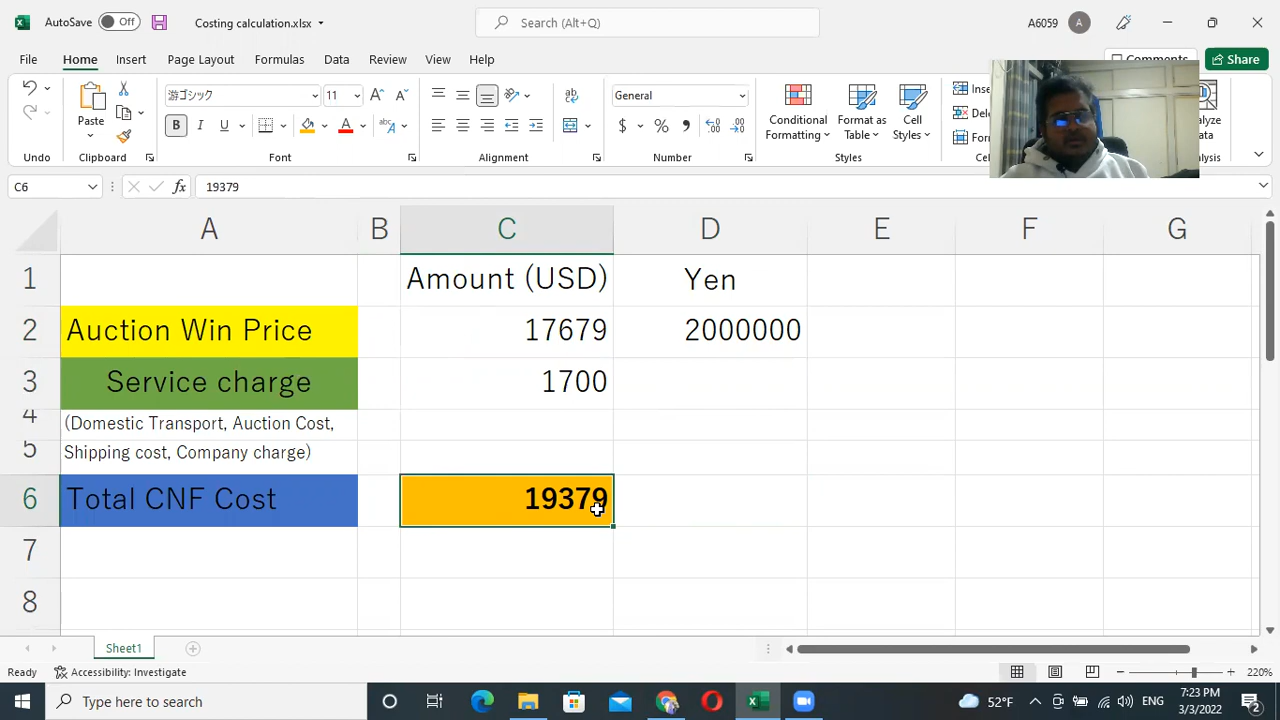 AutoSave Off Costing calculation.xlsx Search (Alt+Q) A6059 A
File Home Insert Page Layout Formulas Data Review View Help Comments Share
Paste
游ゴシック 11
General
Conditional Formatting
Format as Table
Cell Styles
Undo Clipboard Font Alignment Number Styles
C6 fx 19379
A B C D E F G
1 Amount (USD) Yen
2 Auction Win Price 17679 2000000
3 Service charge 1700
4 (Domestic Transport, Auction Cost,
5 Shipping cost, Company charge)
6 Total CNF Cost 19379
7
8
Sheet1
Ready Accessibility: Investigate 220%
Type here to search 52°F ENG 7:23 PM
3/3/2022 2